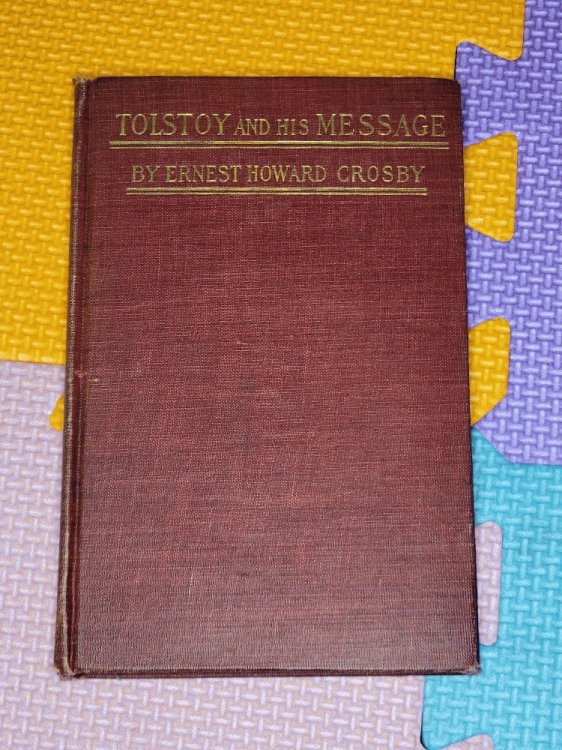 TOLSTOY AND HIS MESSAGE
BY ERNEST HOWARD CROSBY